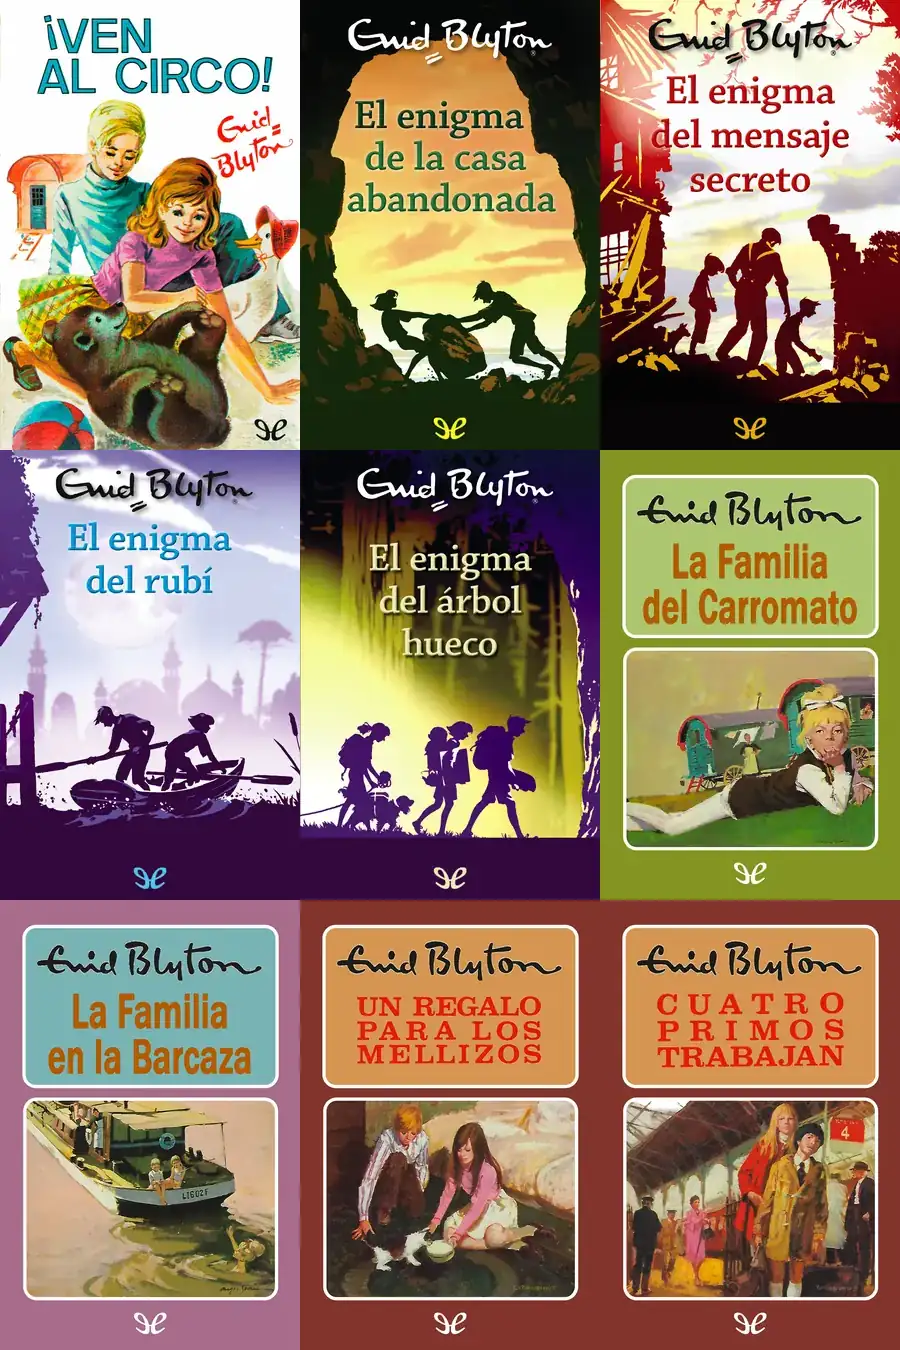 ¡VEN
AL CIRCO!
Enid
Blyton
Enid Blyton
El enigma
de la casa
abandonada
Enid Blyton
El enigma
del mensaje
secreto
Enid Blyton
El enigma
del rubí
Enid Blyton
El enigma
del árbol
hueco
Enid Blyton
La Familia
del Carromato
Enid Blyton
La Familia
en la Barcaza
Enid Blyton
UN REGALO
PARA LOS
MELLIZOS
Enid Blyton
CUATRO
PRIMOS
TRABAJAN
4